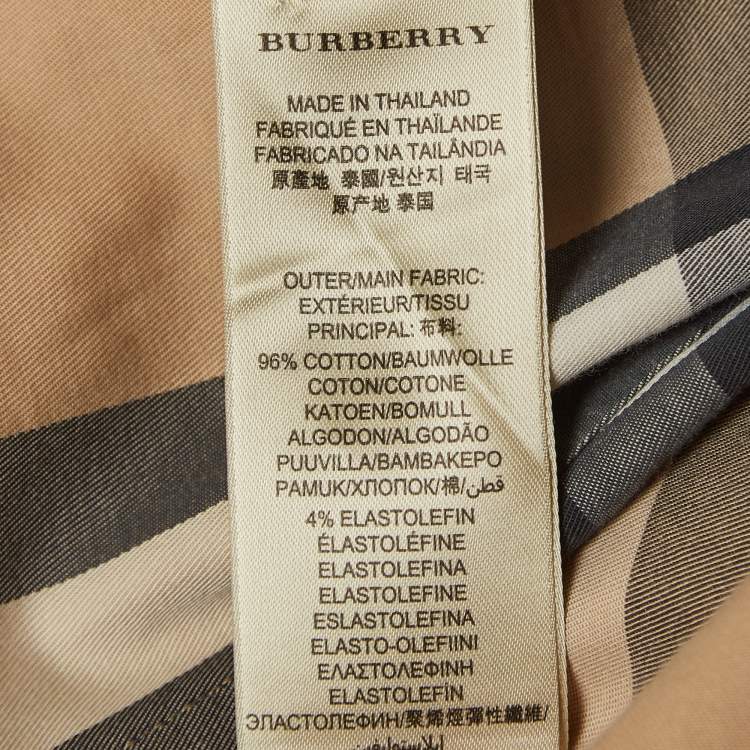 BURBERRY
MADE IN THAILAND
FABRIQUÉ EN THAÏLANDE
FABRICADO NA TAILÂNDIA
原產地 泰國/원산지 태국
原产地 泰国
OUTER/MAIN FABRIC:
EXTÉRIEUR/TISSU
PRINCIPAL: 布料:
96% COTTON/BAUMWOLLE
COTON/COTONE
KATOEN/BOMULL
ALGODON/ALGODÃO
PUUVILLA/BAMBAKEPO
PAMUK/ХЛОПОК/棉/قطن
4% ELASTOLEFIN
ÉLASTOLÉFINE
ELASTOLEFINA
ELASTOLEFINE
ESLASTOLEFINA
ELASTO-OLEFIINI
ΕΛΑΣΤΟΛΕΦΙΝΗ
ELASTOLEFİN
ЭЛАСТОЛЕФИН/聚烯烴彈性纖維/